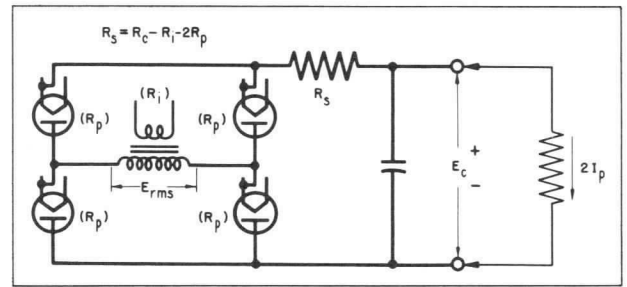 R_s = R_c – R_i – 2R_p
(R_i)
(R_p)
(R_p)
R_s
E_c
+
–
2I_p
E_rms
(R_p)
(R_p)